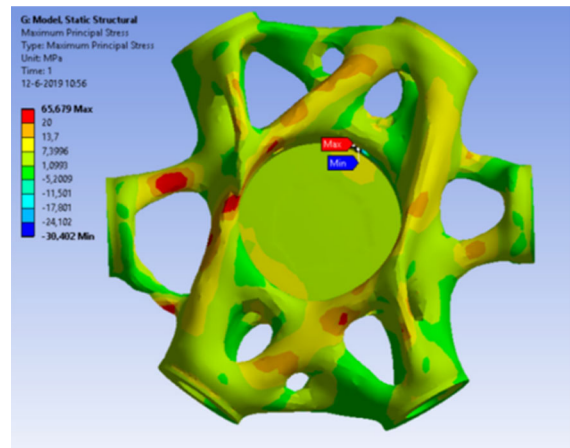 G: Model, Static Structural
Maximum Principal Stress
Type: Maximum Principal Stress
Unit: MPa
Time: 1
12-6-2019 10:56
65,679 Max
20
13,7
7,3996
1,0993
-5,2009
-11,501
-17,801
-24,102
-30,402 Min
Max
Min